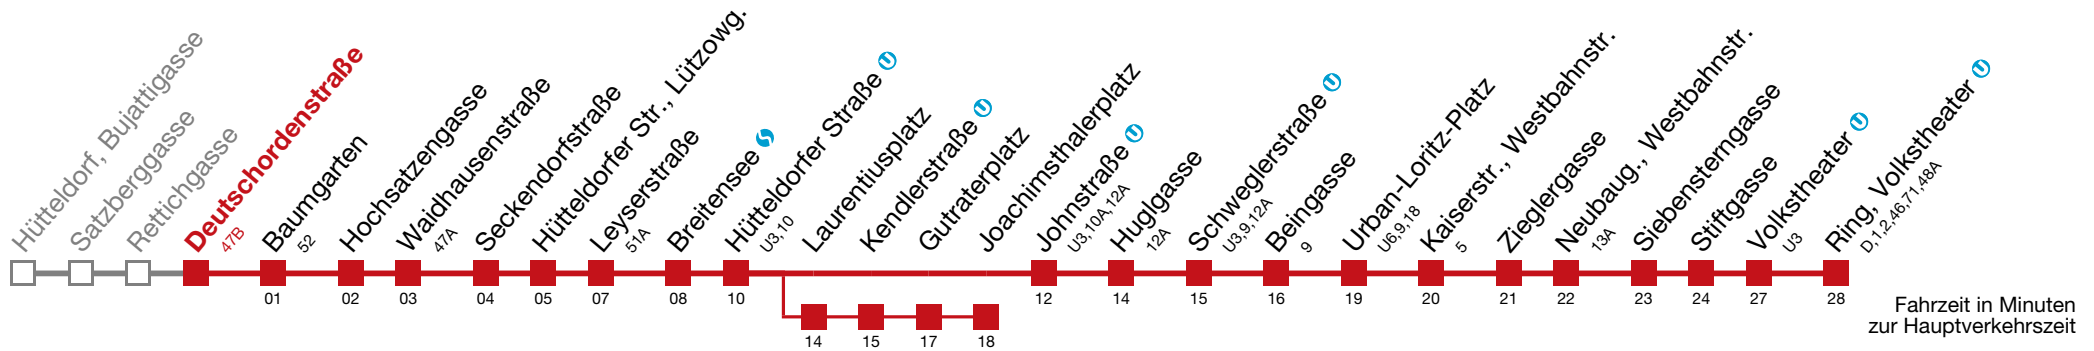 Hütteldorf, Bujattigasse
Satzberggasse
Rettichgasse
Deutschordenstraße
47B
Baumgarten
52
Hochsatzengasse
Waidhausenstraße
47A
Seckendorfstraße
Hütteldorfer Str., Lützowg.
Leyserstraße
51A
Breitensee
Hütteldorfer Straße U
U3,10
Laurentiusplatz
Kendlerstraße U
Gutraterplatz
Joachimsthalerplatz
Johnstraße U
U3,10A,12A
Huglgasse
12A
Schweglerstraße U
U3,9,12A
Beingasse
9
Urban-Loritz-Platz
U6,9,18
Kaiserstr., Westbahnstr.
5
Zieglergasse
Neubaug., Westbahnstr.
13A
Siebensterngasse
Stiftgasse
Volkstheater U
U3
Ring, Volkstheater U
D,1,2,46,71,48A
01 02 03 04 05 07 08 10 12 14 15 16 19 20 21 22 23 24 27 28
14 15 17 18
Fahrzeit in Minuten
zur Hauptverkehrszeit